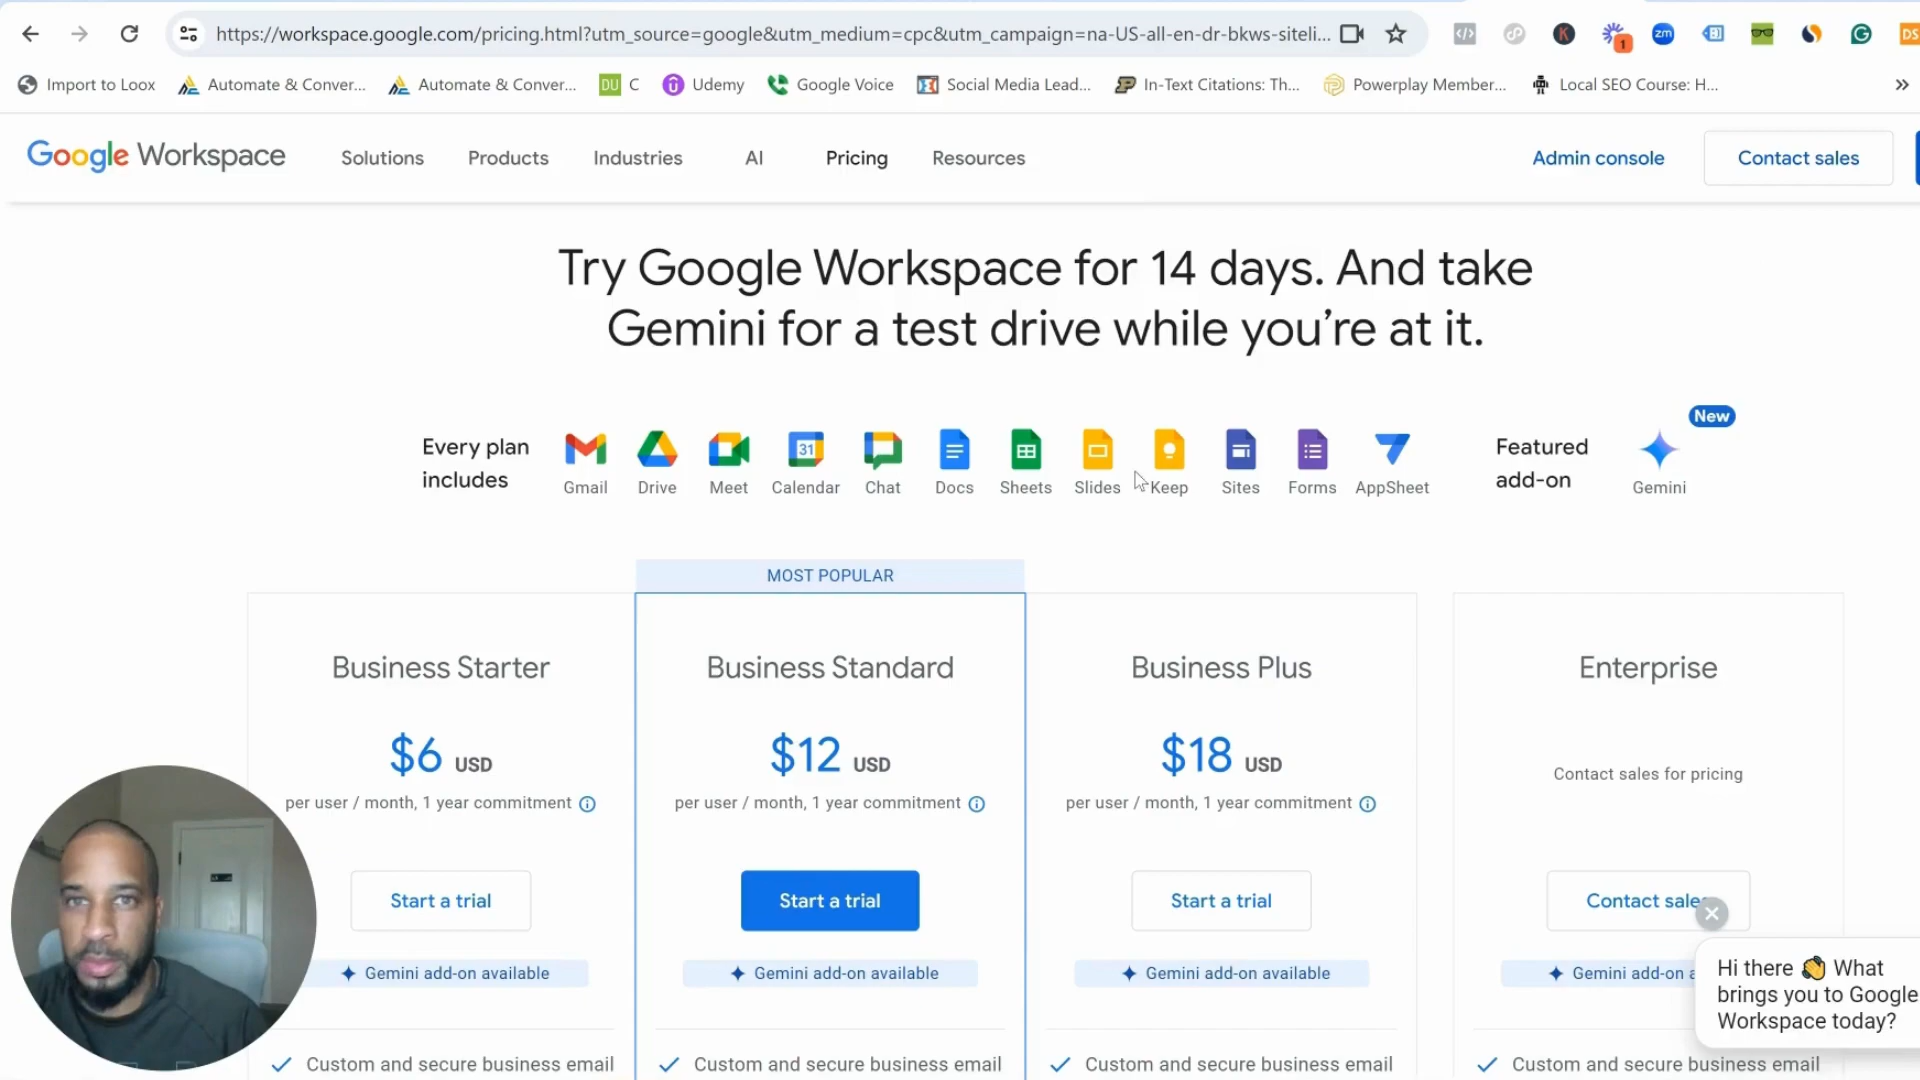 https://workspace.google.com/pricing.html?utm_source=google&utm_medium=cpc&utm_campaign=na-US-all-en-dr-bkws-siteli...
1
zm
DS
Import to Loox
Automate & Conver...
Automate & Conver...
DU C
Udemy
Google Voice
Social Media Lead...
In-Text Citations: Th...
Powerplay Member...
Local SEO Course: H...
Google Workspace
Solutions
Products
Industries
AI
Pricing
Resources
Admin console
Contact sales
Try Google Workspace for 14 days. And take
Gemini for a test drive while you’re at it.
Every plan
includes
31
Gmail
Drive
Meet
Calendar
Chat
Docs
Sheets
Slides
Keep
Sites
Forms
AppSheet
Featured
add-on
New
Gemini
MOST POPULAR
Business Starter
$6 USD
per user / month, 1 year commitment
Start a trial
Gemini add-on available
Custom and secure business email
Business Standard
$12 USD
per user / month, 1 year commitment
Start a trial
Gemini add-on available
Custom and secure business email
Business Plus
$18 USD
per user / month, 1 year commitment
Start a trial
Gemini add-on available
Custom and secure business email
Enterprise
Contact sales for pricing
Contact sales
Gemini add-on a
Custom and secure business email
Hi there 👋 What
brings you to Google
Workspace today?